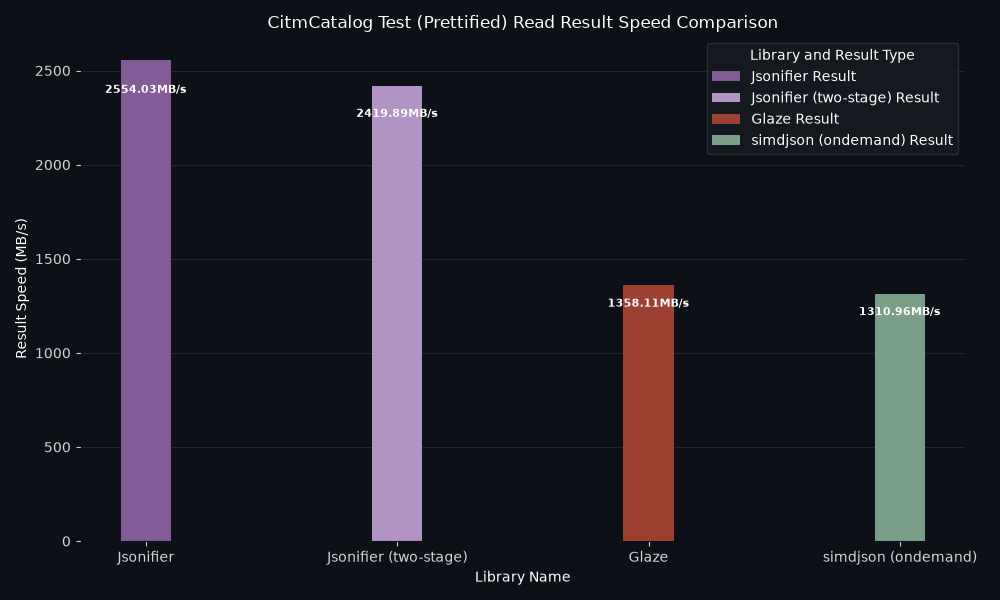 CitmCatalog Test (Prettified) Read Result Speed Comparison
Library and Result Type
Jsonifier Result
Jsonifier (two-stage) Result
Glaze Result
simdjson (ondemand) Result
2554.03MB/s
2419.89MB/s
1358.11MB/s
1310.96MB/s
Result Speed (MB/s)
2500
2000
1500
1000
500
0
Jsonifier
Jsonifier (two-stage)
Glaze
simdjson (ondemand)
Library Name